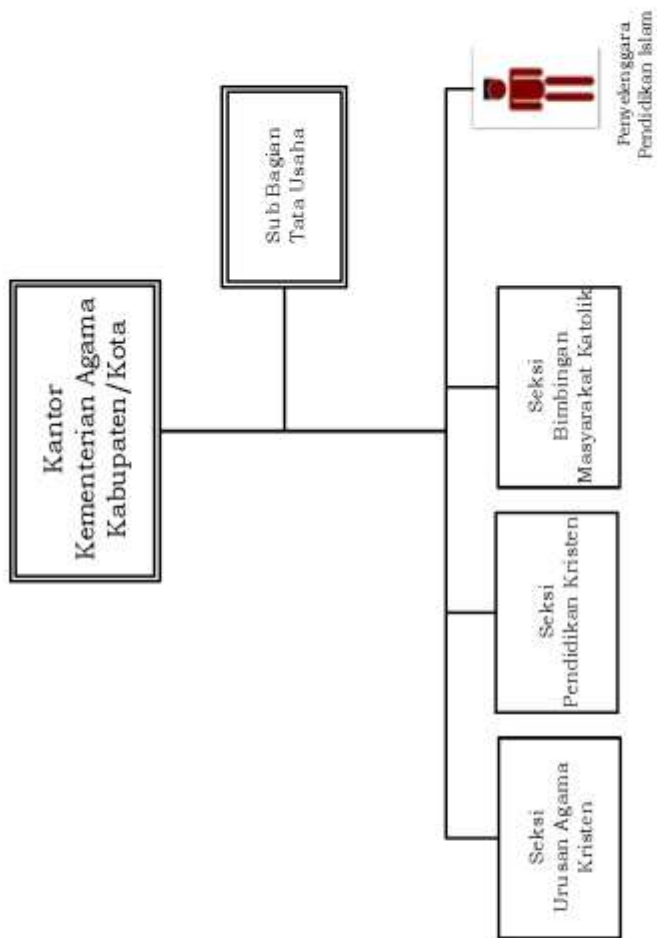 Kantor
Kementerian Agama
Kabupaten/Kota
Sub Bagian
Tata Usaha
Seksi
Urusan Agama
Kristen
Seksi
Pendidikan Kristen
Seksi
Bimbingan
Masyarakat Katolik
Penyelenggara
Pendidikan Islam